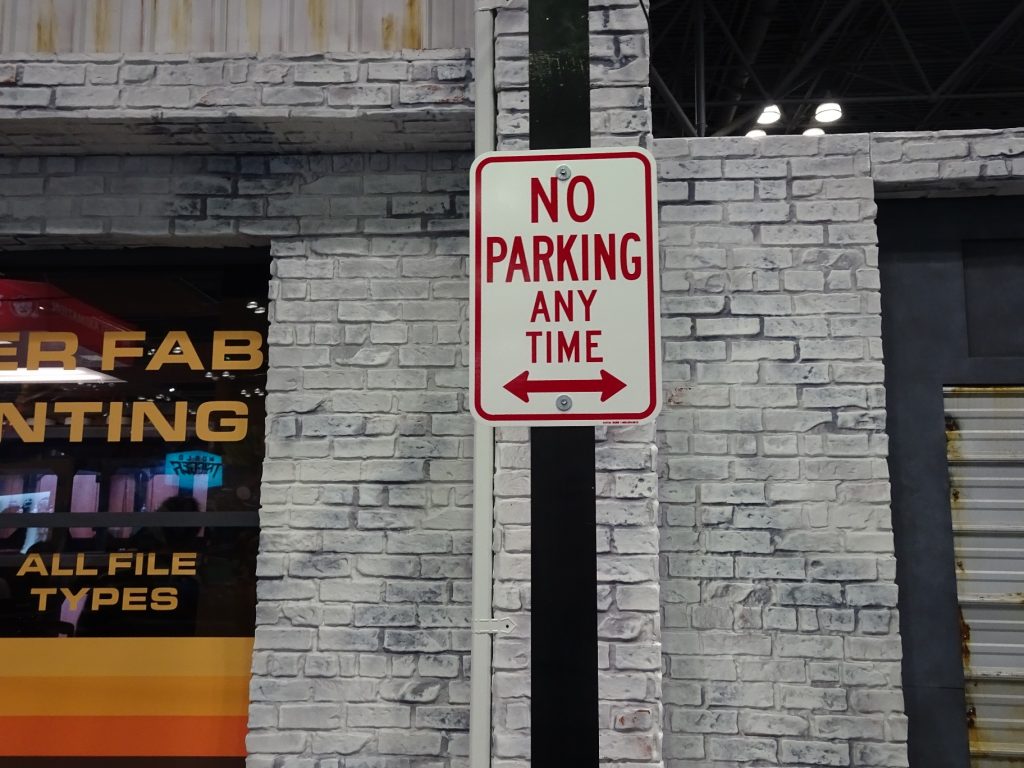 NO
PARKING
ANY
TIME
ER FAB
NTING
ALL FILE
TYPES